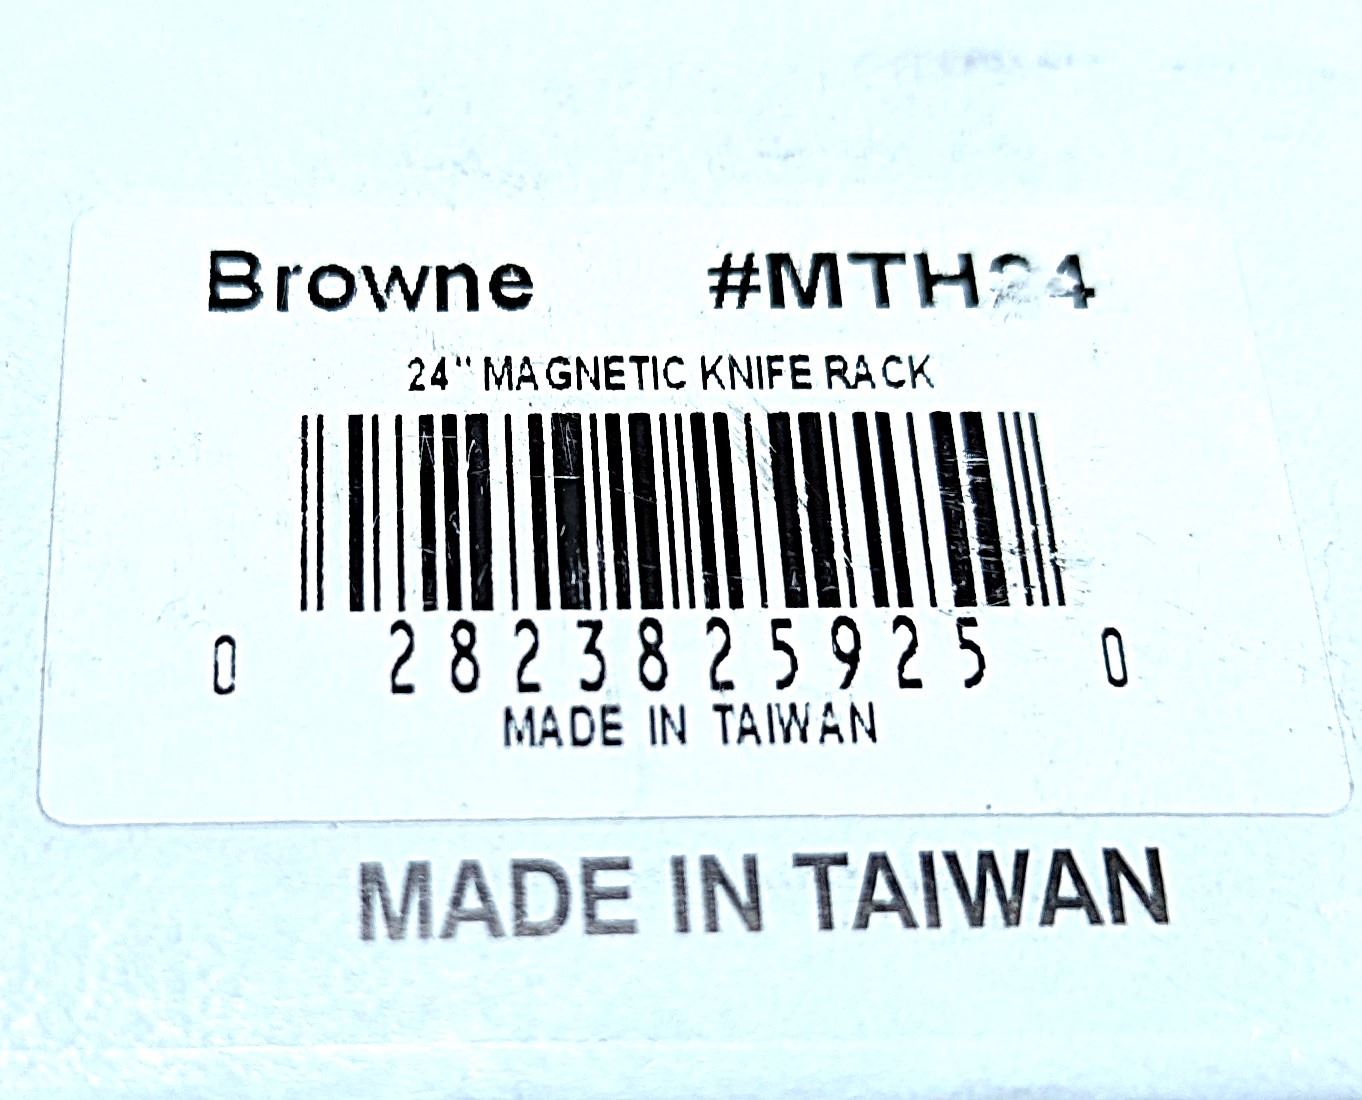 Browne #MTH24
24" MAGNETIC KNIFE RACK
0 2823825925 0
MADE IN TAIWAN
MADE IN TAIWAN